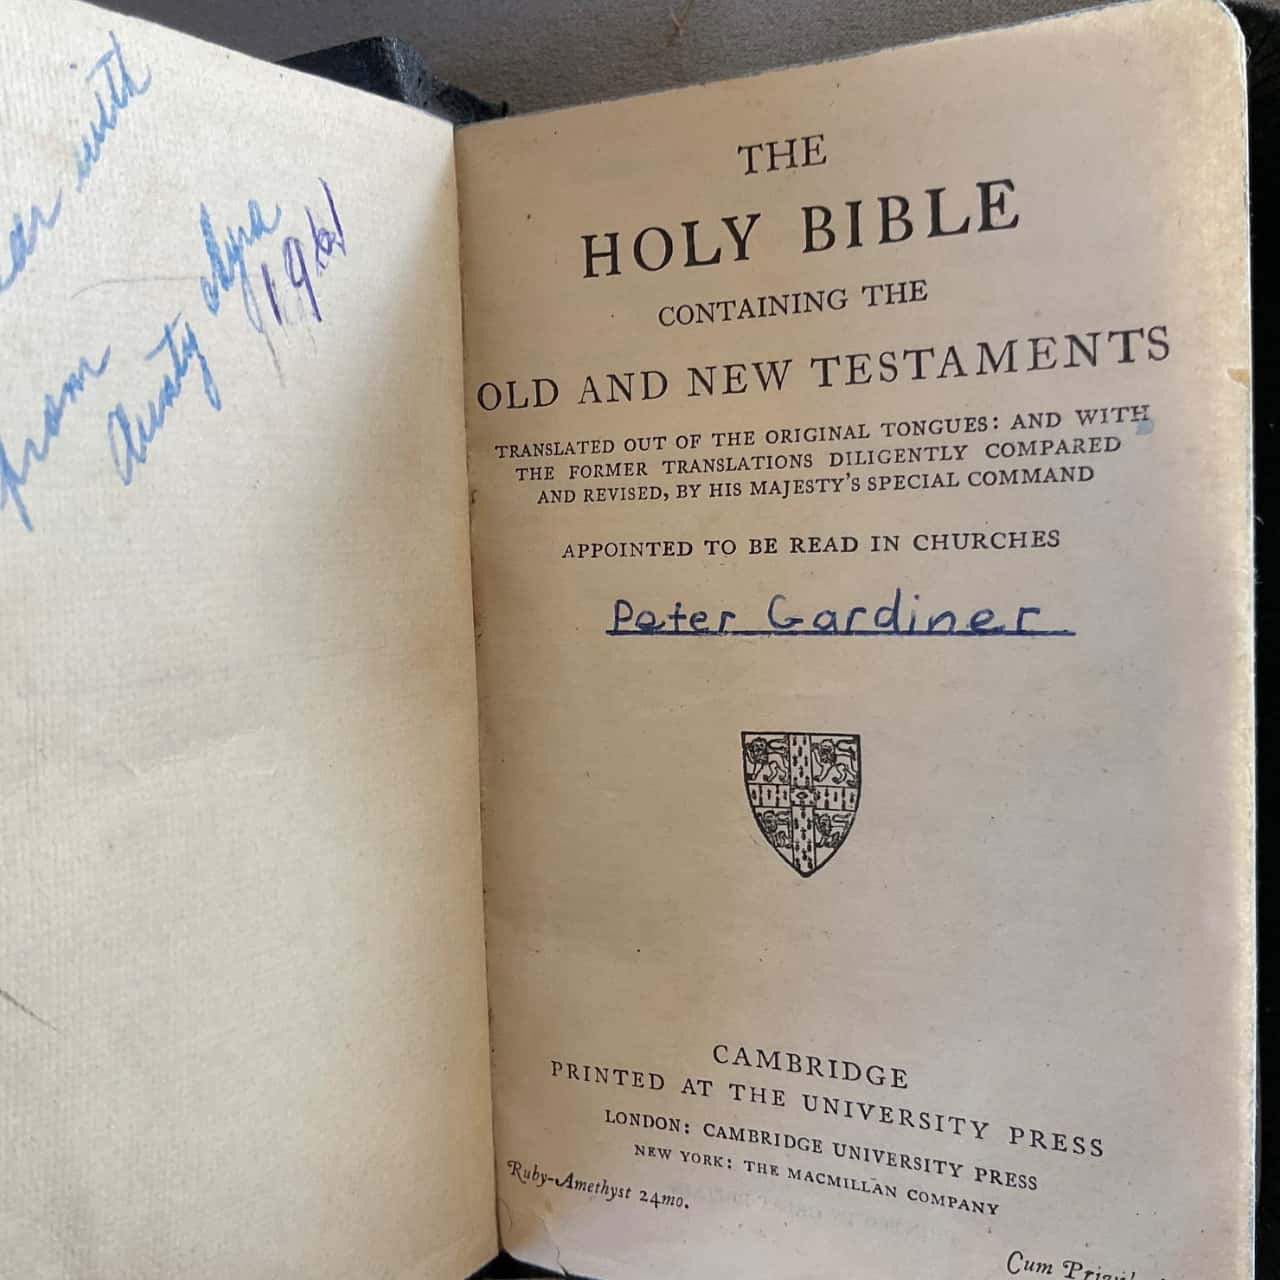 with
from
Aunty Lyra
1961
THE
HOLY BIBLE
CONTAINING THE
OLD AND NEW TESTAMENTS
TRANSLATED OUT OF THE ORIGINAL TONGUES: AND WITH
THE FORMER TRANSLATIONS DILIGENTLY COMPARED
AND REVISED, BY HIS MAJESTY'S SPECIAL COMMAND
APPOINTED TO BE READ IN CHURCHES
Peter Gardiner
CAMBRIDGE
PRINTED AT THE UNIVERSITY PRESS
LONDON: CAMBRIDGE UNIVERSITY PRESS
NEW YORK: THE MACMILLAN COMPANY
Ruby-Amethyst 24mo.
Cum